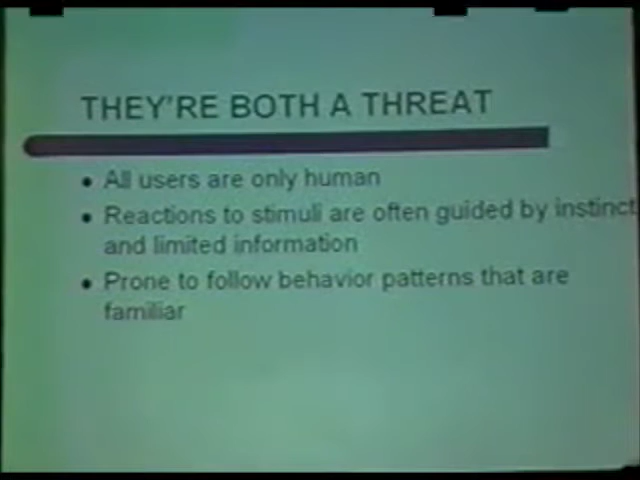 THEY'RE BOTH A THREAT
• All users are only human
• Reactions to stimuli are often guided by instinct
and limited information
• Prone to follow behavior patterns that are
familiar